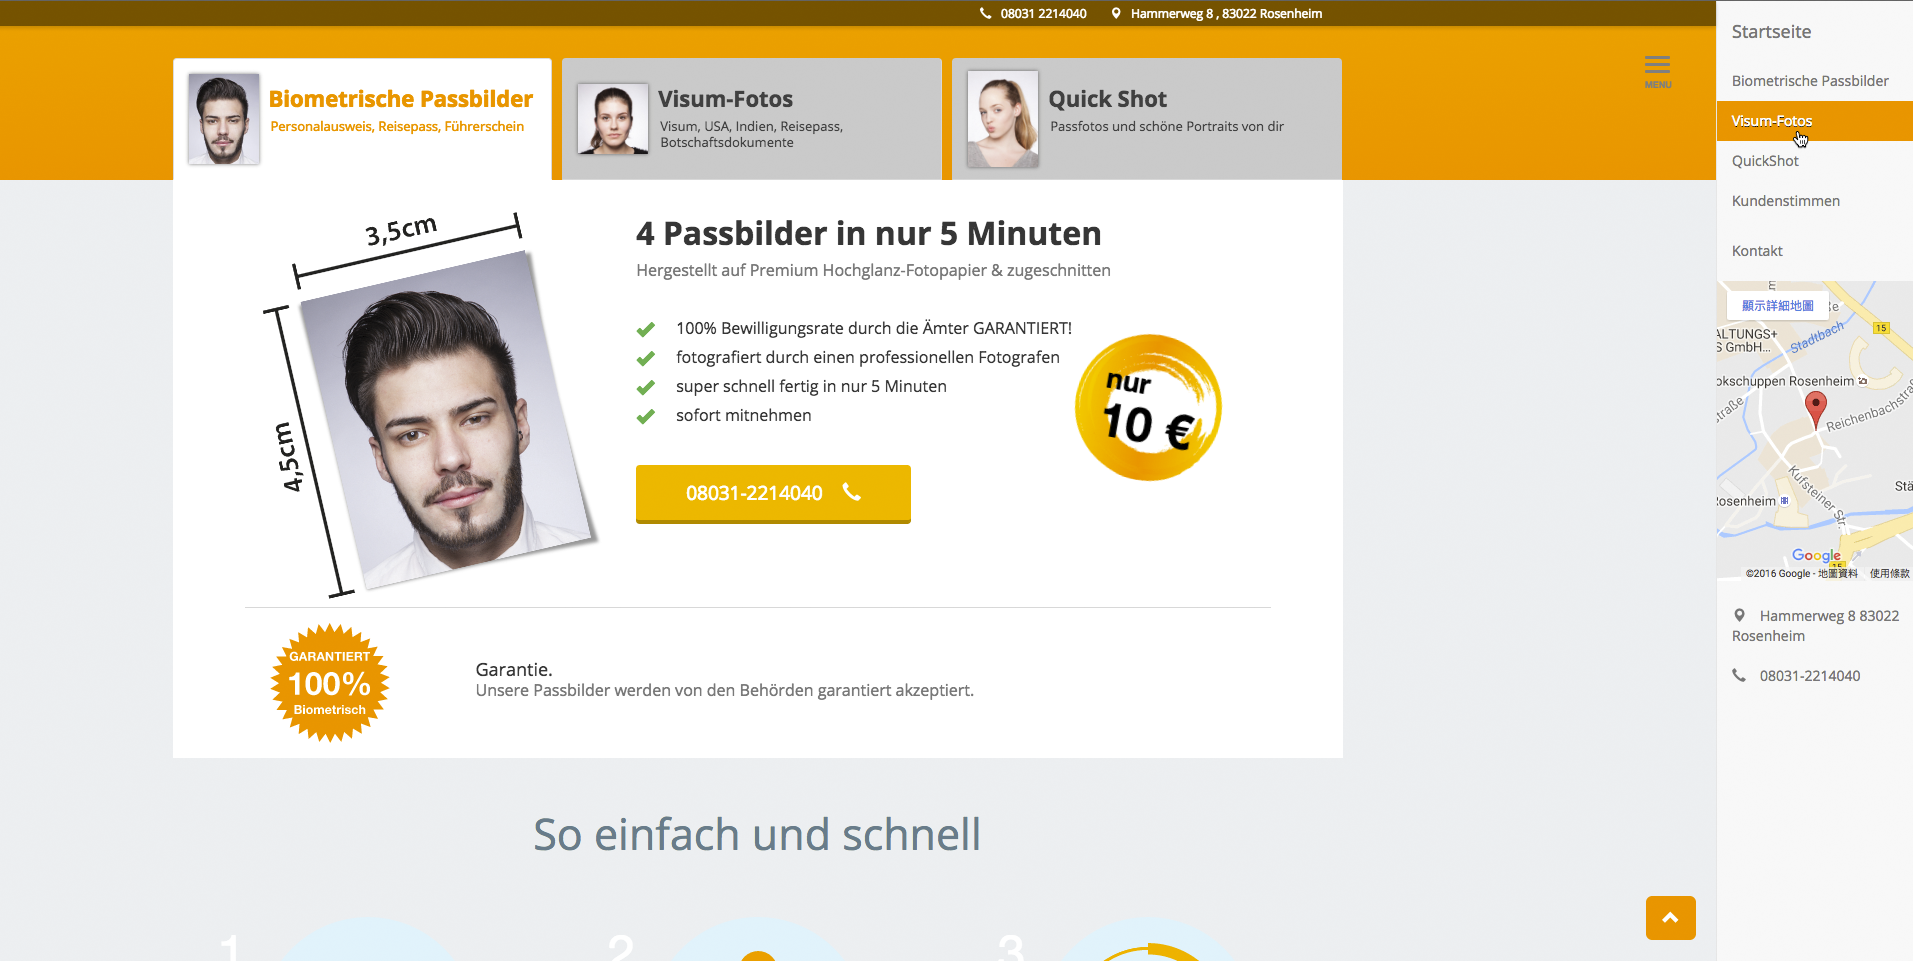 08031 2214040
Hammerweg 8 , 83022 Rosenheim
MENU
Biometrische Passbilder
Personalausweis, Reisepass, Führerschein
Visum-Fotos
Visum, USA, Indien, Reisepass,
Botschaftsdokumente
Quick Shot
Passfotos und schöne Portraits von dir
3,5cm
4,5cm
4 Passbilder in nur 5 Minuten
Hergestellt auf Premium Hochglanz-Fotopapier & zugeschnitten
100% Bewilligungsrate durch die Ämter GARANTIERT!
fotografiert durch einen professionellen Fotografen
super schnell fertig in nur 5 Minuten
sofort mitnehmen
nur
10 €
08031-2214040
GARANTIERT
100%
Biometrisch
Garantie.
Unsere Passbilder werden von den Behörden garantiert akzeptiert.
So einfach und schnell
1
2
3
Startseite
Biometrische Passbilder
Visum-Fotos
QuickShot
Kundenstimmen
Kontakt
顯示詳細地圖
Stadtbach
15
ALTUNGS+
S GmbH...
okschuppen Rosenheim
Reichenbachstra
Kufsteiner Str.
Rosenheim
Stä
Google
15
©2016 Google - 地圖資料
使用條款
Hammerweg 8 83022
Rosenheim
08031-2214040